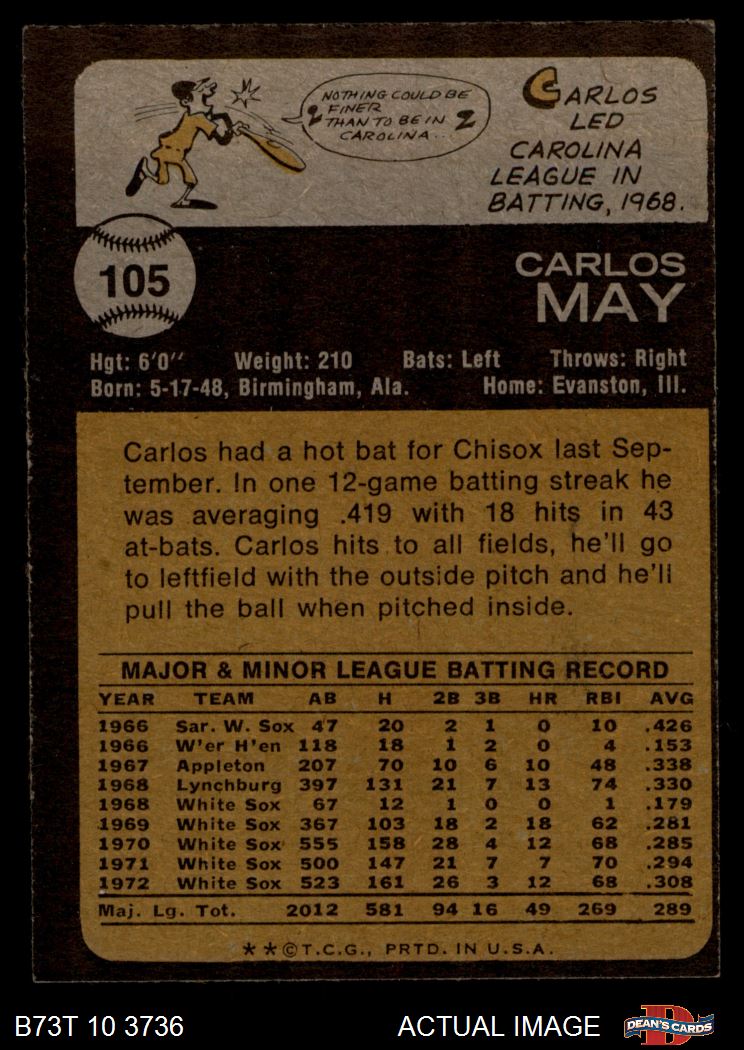 NOTHING COULD BE
FINER
THAN TO BE IN
CAROLINA...
CARLOS
LED
CAROLINA
LEAGUE IN
BATTING, 1968.
105
CARLOS
MAY
Hgt: 6'0" Weight: 210 Bats: Left Throws: Right
Born: 5-17-48, Birmingham, Ala. Home: Evanston, Ill.
Carlos had a hot bat for Chisox last Sep-
tember. In one 12-game batting streak he
was averaging .419 with 18 hits in 43
at-bats. Carlos hits to all fields, he'll go
to leftfield with the outside pitch and he'll
pull the ball when pitched inside.
MAJOR & MINOR LEAGUE BATTING RECORD
YEAR TEAM AB H 2B 3B HR RBI AVG
1966 Sar. W. Sox 47 20 2 1 0 10 .426
1966 W'er H'en 118 18 1 2 0 4 .153
1967 Appleton 207 70 10 6 10 48 .338
1968 Lynchburg 397 131 21 7 13 74 .330
1968 White Sox 67 12 1 0 0 1 .179
1969 White Sox 367 103 18 2 18 62 .281
1970 White Sox 555 158 28 4 12 68 .285
1971 White Sox 500 147 21 7 7 70 .294
1972 White Sox 523 161 26 3 12 68 .308
Maj. Lg. Tot. 2012 581 94 16 49 269 289
**©T.C.G., PRTD. IN U.S.A.
B73T 10 3736 ACTUAL IMAGE DEAN'S CARDS